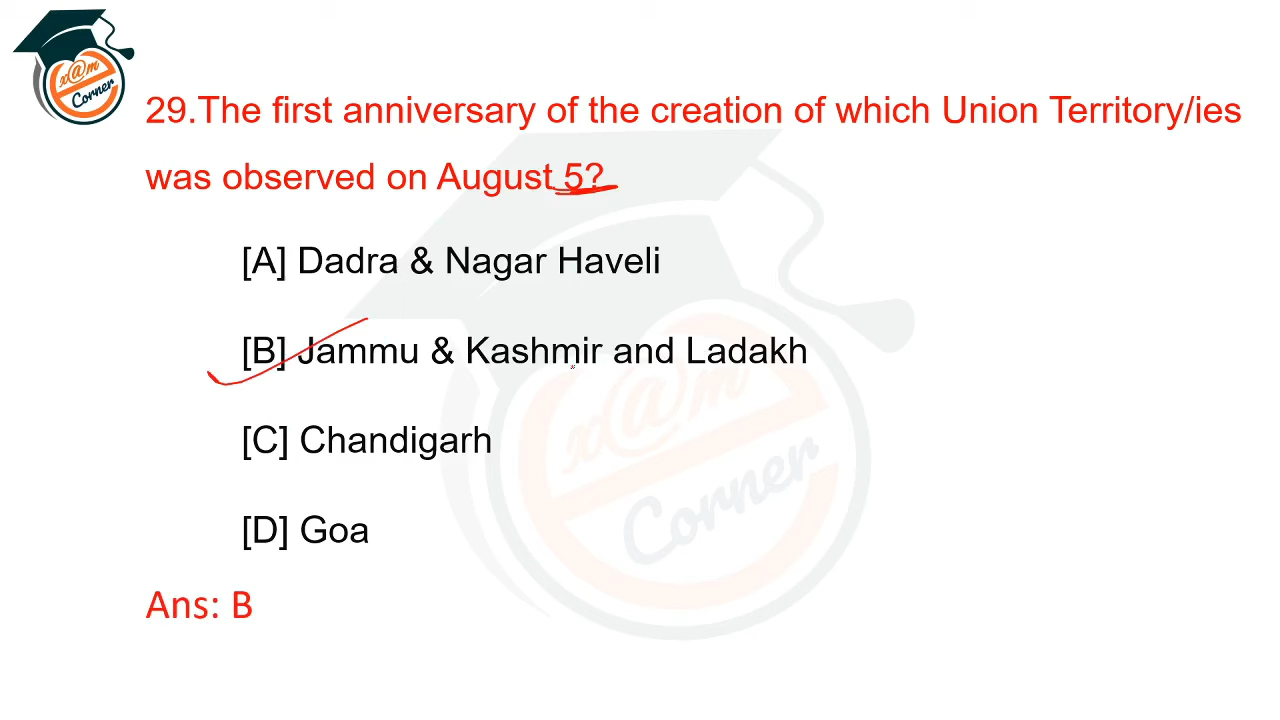 x@m
Corner
29.The first anniversary of the creation of which Union Territory/ies
was observed on August 5?
[A] Dadra & Nagar Haveli
[B] Jammu & Kashmir and Ladakh
[C] Chandigarh
[D] Goa
Ans: B
x@m
Corner